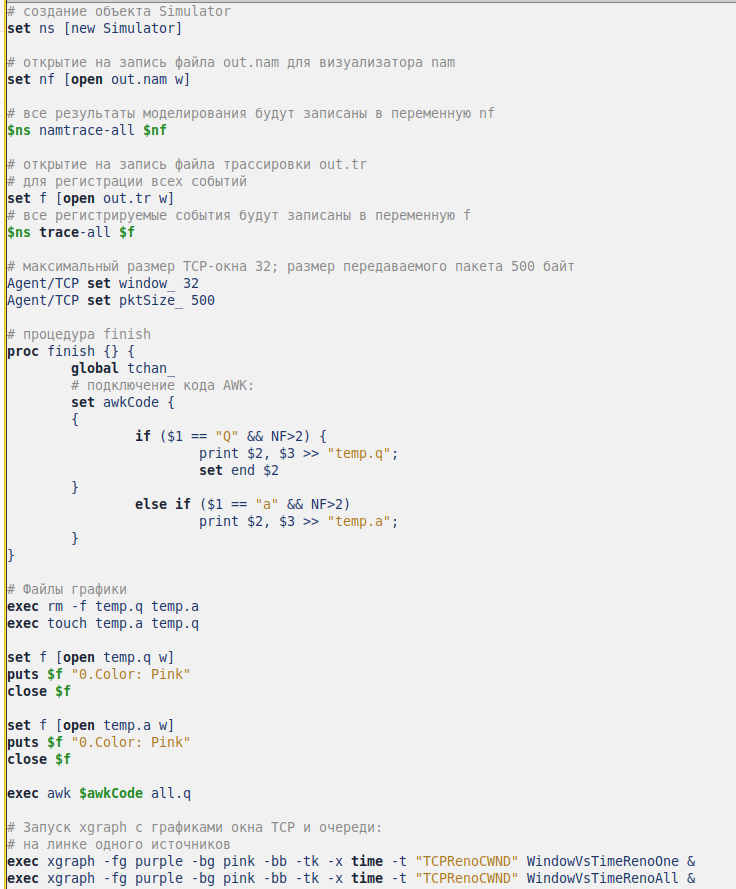 # создание объекта Simulator
set ns [new Simulator]
# открытие на запись файла out.nam для визуализатора nam
set nf [open out.nam w]
# все результаты моделирования будут записаны в переменную nf
$ns namtrace-all $nf
# открытие на запись файла трассировки out.tr
# для регистрации всех событий
set f [open out.tr w]
# все регистрируемые события будут записаны в переменную f
$ns trace-all $f
# максимальный размер TCP-окна 32; размер передаваемого пакета 500 байт
Agent/TCP set window_ 32
Agent/TCP set pktSize_ 500
# процедура finish
proc finish {} {
global tchan_
# подключение кода AWK:
set awkCode {
{
if ($1 == "Q" && NF>2) {
print $2, $3 >> "temp.q";
set end $2
}
else if ($1 == "a" && NF>2)
print $2, $3 >> "temp.a";
}
}
# Файлы графики
exec rm -f temp.q temp.a
exec touch temp.a temp.q
set f [open temp.q w]
puts $f "0.Color: Pink"
close $f
set f [open temp.a w]
puts $f "0.Color: Pink"
close $f
exec awk $awkCode all.q
# Запуск xgraph с графиками окна TCP и очереди:
# на линке одного источников
exec xgraph -fg purple -bg pink -bb -tk -x time -t "TCPRenoCWND" WindowVsTimeRenoOne &
exec xgraph -fg purple -bg pink -bb -tk -x time -t "TCPRenoCWND" WindowVsTimeRenoAll &